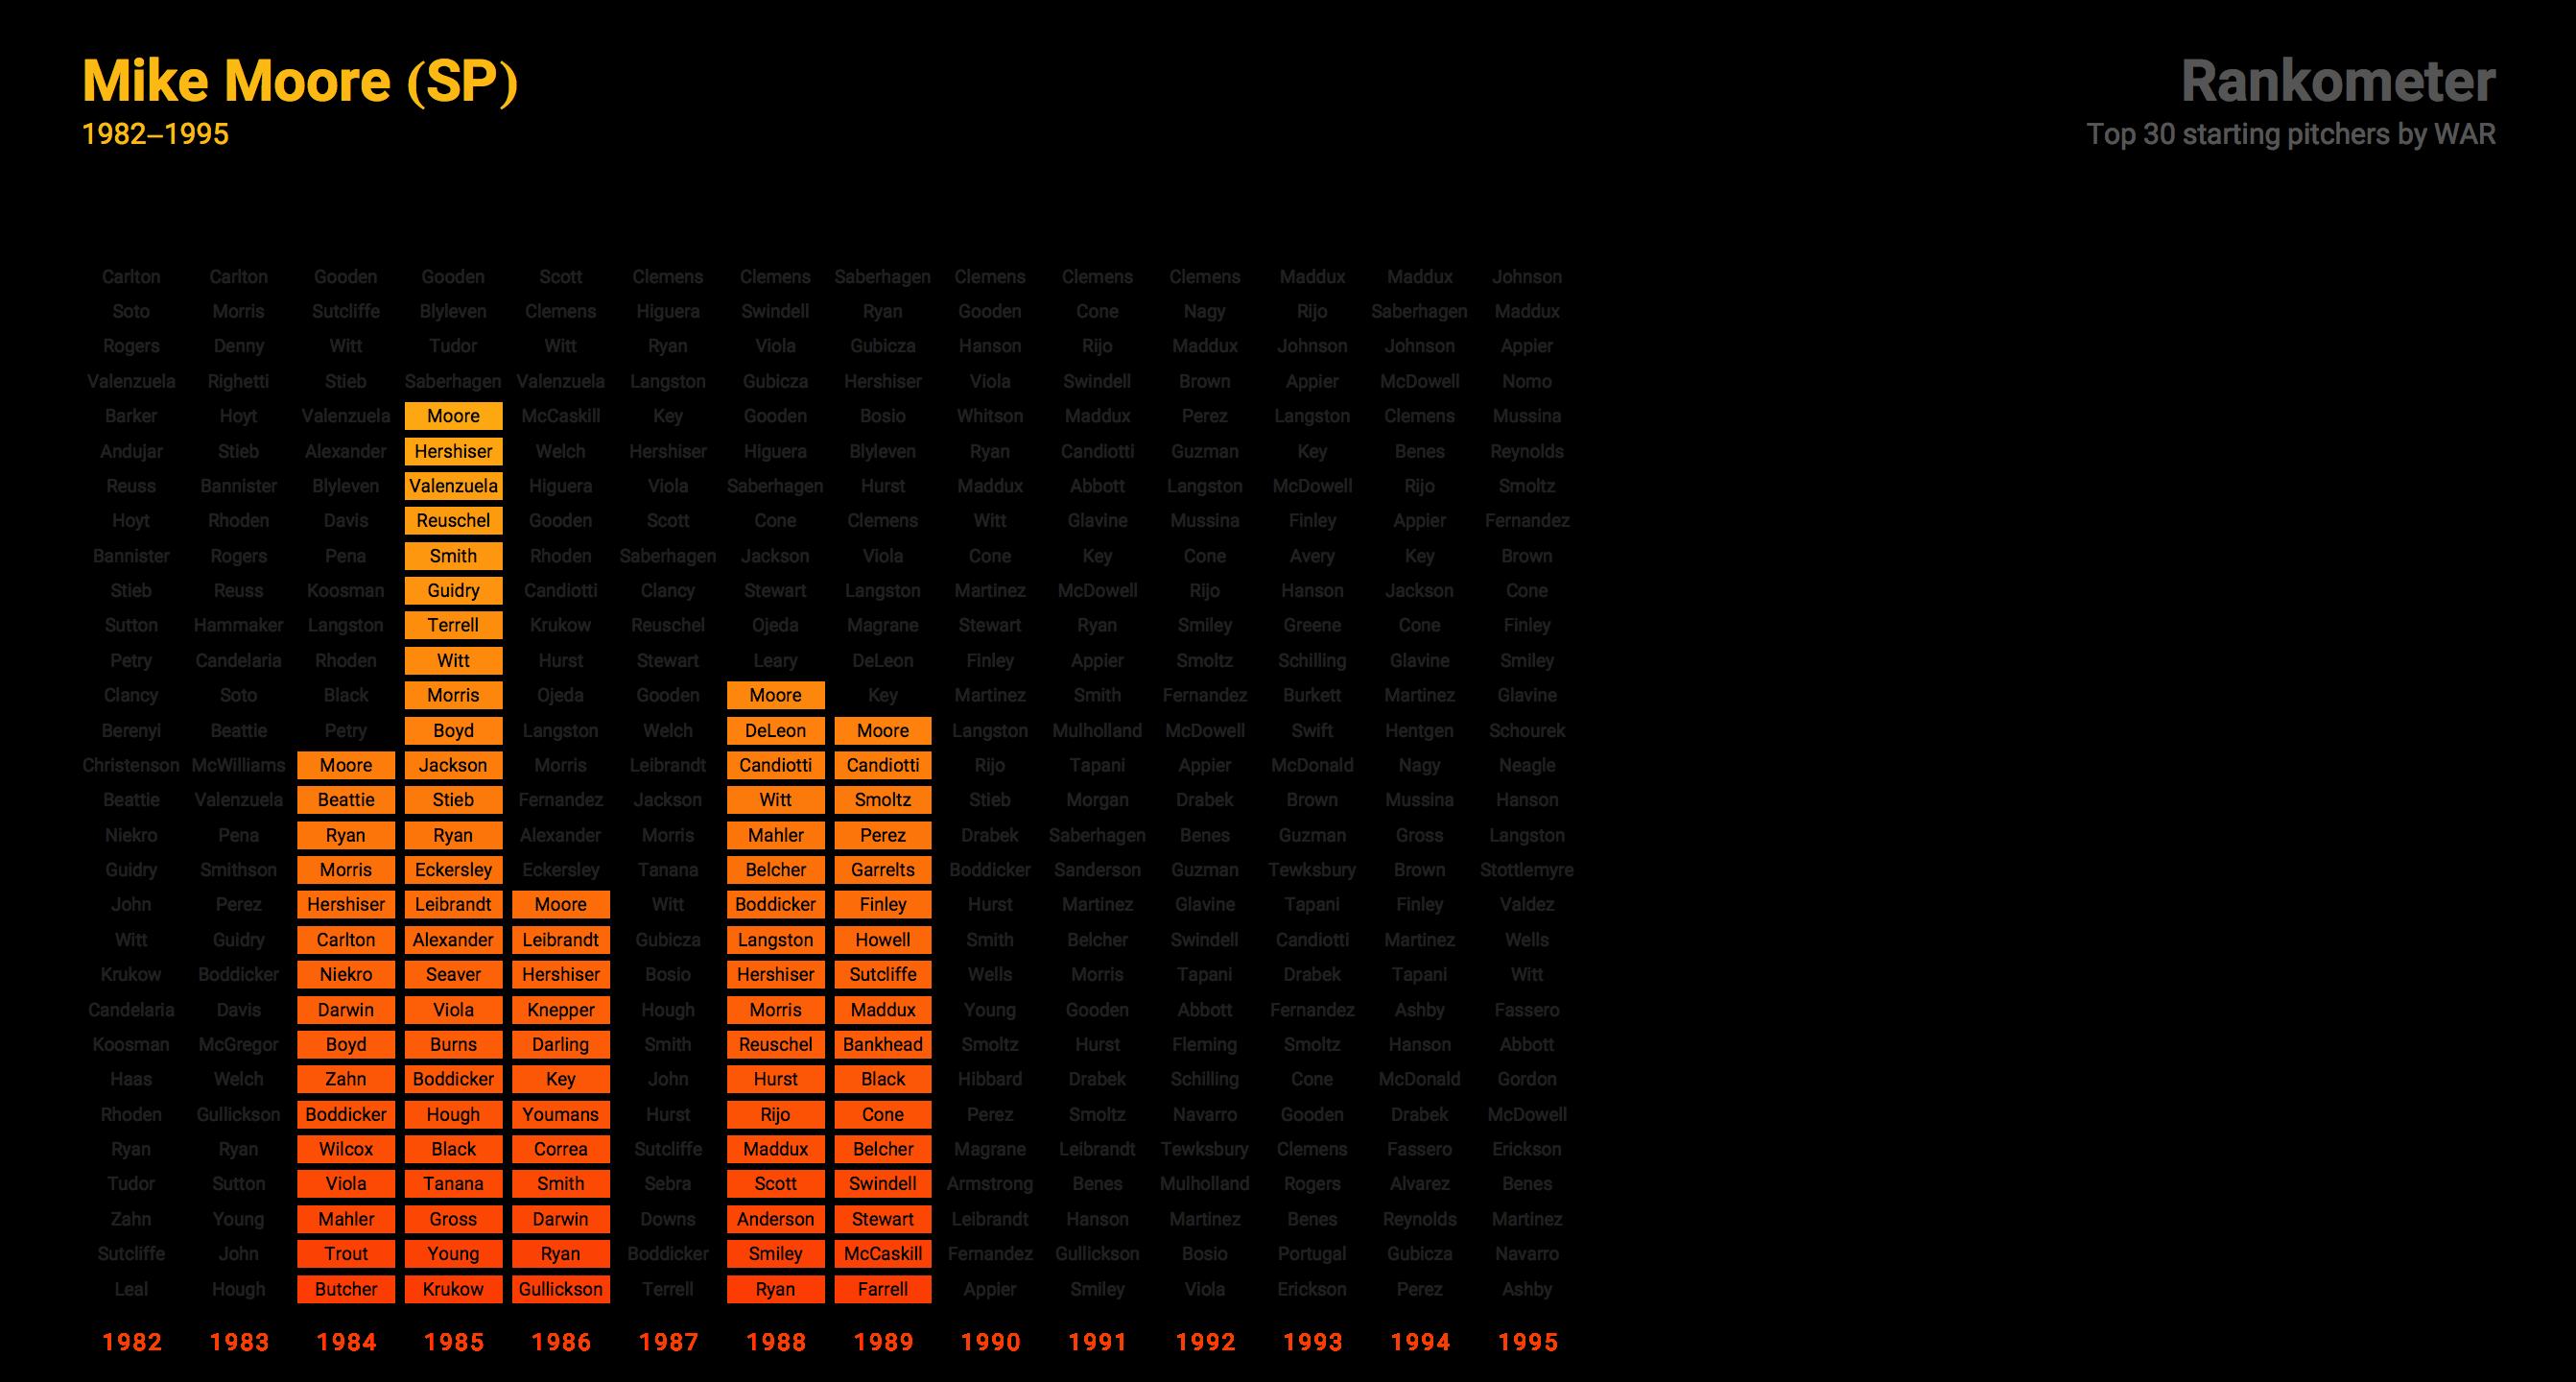 Mike Moore (SP)
1982–1995
Rankometer
Top 30 starting pitchers by WAR
Carlton Carlton Gooden Gooden Scott Clemens Clemens Saberhagen Clemens Clemens Clemens Maddux Maddux Johnson
Soto Morris Sutcliffe Blyleven Clemens Higuera Swindell Ryan Gooden Cone Nagy Rijo Saberhagen Maddux
Rogers Denny Witt Tudor Witt Ryan Viola Gubicza Hanson Rijo Maddux Johnson Johnson Appier
Valenzuela Righetti Stieb Saberhagen Valenzuela Langston Gubicza Hershiser Viola Swindell Brown Appier McDowell Nomo
Barker Hoyt Valenzuela Moore McCaskill Key Gooden Bosio Whitson Maddux Perez Langston Clemens Mussina
Andujar Stieb Alexander Hershiser Welch Hershiser Higuera Blyleven Ryan Candiotti Guzman Key Benes Reynolds
Reuss Bannister Blyleven Valenzuela Higuera Viola Saberhagen Hurst Maddux Abbott Langston McDowell Rijo Smoltz
Hoyt Rhoden Davis Reuschel Gooden Scott Cone Clemens Witt Glavine Mussina Finley Appier Fernandez
Bannister Rogers Pena Smith Rhoden Saberhagen Jackson Viola Cone Key Cone Avery Key Brown
Stieb Reuss Koosman Guidry Candiotti Clancy Stewart Langston Martinez McDowell Rijo Hanson Jackson Cone
Sutton Hammaker Langston Terrell Krukow Reuschel Ojeda Magrane Stewart Ryan Smiley Greene Cone Finley
Petry Candelaria Rhoden Witt Hurst Stewart Leary DeLeon Finley Appier Smoltz Schilling Glavine Smiley
Clancy Soto Black Morris Ojeda Gooden Moore Key Martinez Smith Fernandez Burkett Martinez Glavine
Berenyi Beattie Petry Boyd Langston Welch DeLeon Moore Langston Mulholland McDowell Swift Hentgen Schourek
Christenson McWilliams Moore Jackson Morris Leibrandt Candiotti Candiotti Rijo Tapani Appier McDonald Nagy Neagle
Beattie Valenzuela Beattie Stieb Fernandez Jackson Witt Smoltz Stieb Morgan Drabek Brown Mussina Hanson
Niekro Pena Ryan Ryan Alexander Morris Mahler Perez Drabek Saberhagen Benes Guzman Gross Langston
Guidry Smithson Morris Eckersley Eckersley Tanana Belcher Garrelts Boddicker Sanderson Guzman Tewksbury Brown Stottlemyre
John Perez Hershiser Leibrandt Moore Witt Boddicker Finley Hurst Martinez Glavine Tapani Finley Valdez
Witt Guidry Carlton Alexander Leibrandt Gubicza Langston Howell Smith Belcher Swindell Candiotti Martinez Wells
Krukow Boddicker Niekro Seaver Hershiser Bosio Hershiser Sutcliffe Wells Morris Tapani Drabek Tapani Witt
Candelaria Davis Darwin Viola Knepper Hough Morris Maddux Young Gooden Abbott Fernandez Ashby Fassero
Koosman McGregor Boyd Burns Darling Smith Reuschel Bankhead Smoltz Hurst Fleming Smoltz Hanson Abbott
Haas Welch Zahn Boddicker Key John Hurst Black Hibbard Drabek Schilling Cone McDonald Gordon
Rhoden Gullickson Boddicker Hough Youmans Hurst Rijo Cone Perez Smoltz Navarro Gooden Drabek McDowell
Ryan Ryan Wilcox Black Correa Sutcliffe Maddux Belcher Magrane Leibrandt Tewksbury Clemens Fassero Erickson
Tudor Sutton Viola Tanana Smith Sebra Scott Swindell Armstrong Benes Mulholland Rogers Alvarez Benes
Zahn Young Mahler Gross Darwin Downs Anderson Stewart Leibrandt Hanson Martinez Benes Reynolds Martinez
Sutcliffe John Trout Young Ryan Boddicker Smiley McCaskill Fernandez Gullickson Bosio Portugal Gubicza Navarro
Leal Hough Butcher Krukow Gullickson Terrell Ryan Farrell Appier Smiley Viola Erickson Perez Ashby
1982 1983 1984 1985 1986 1987 1988 1989 1990 1991 1992 1993 1994 1995